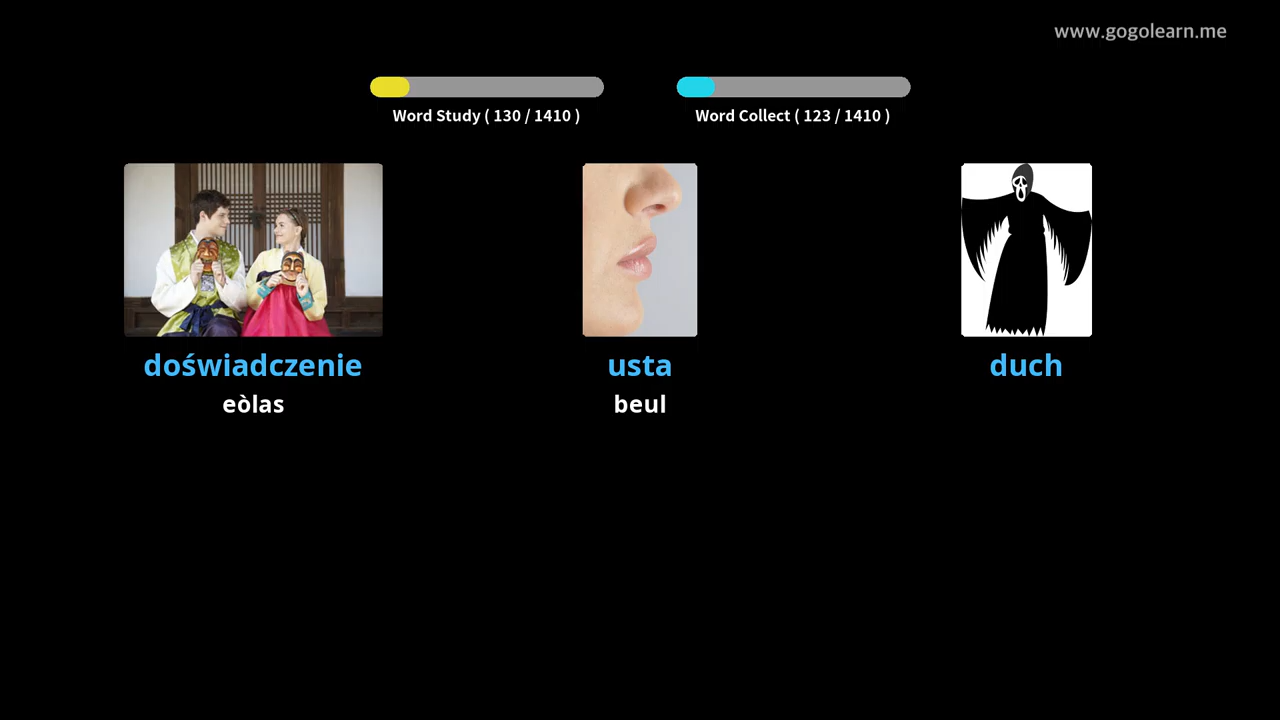 www.gogolearn.me
Word Study ( 130 / 1410 )
Word Collect ( 123 / 1410 )
doświadczenie
eòlas
usta
beul
duch